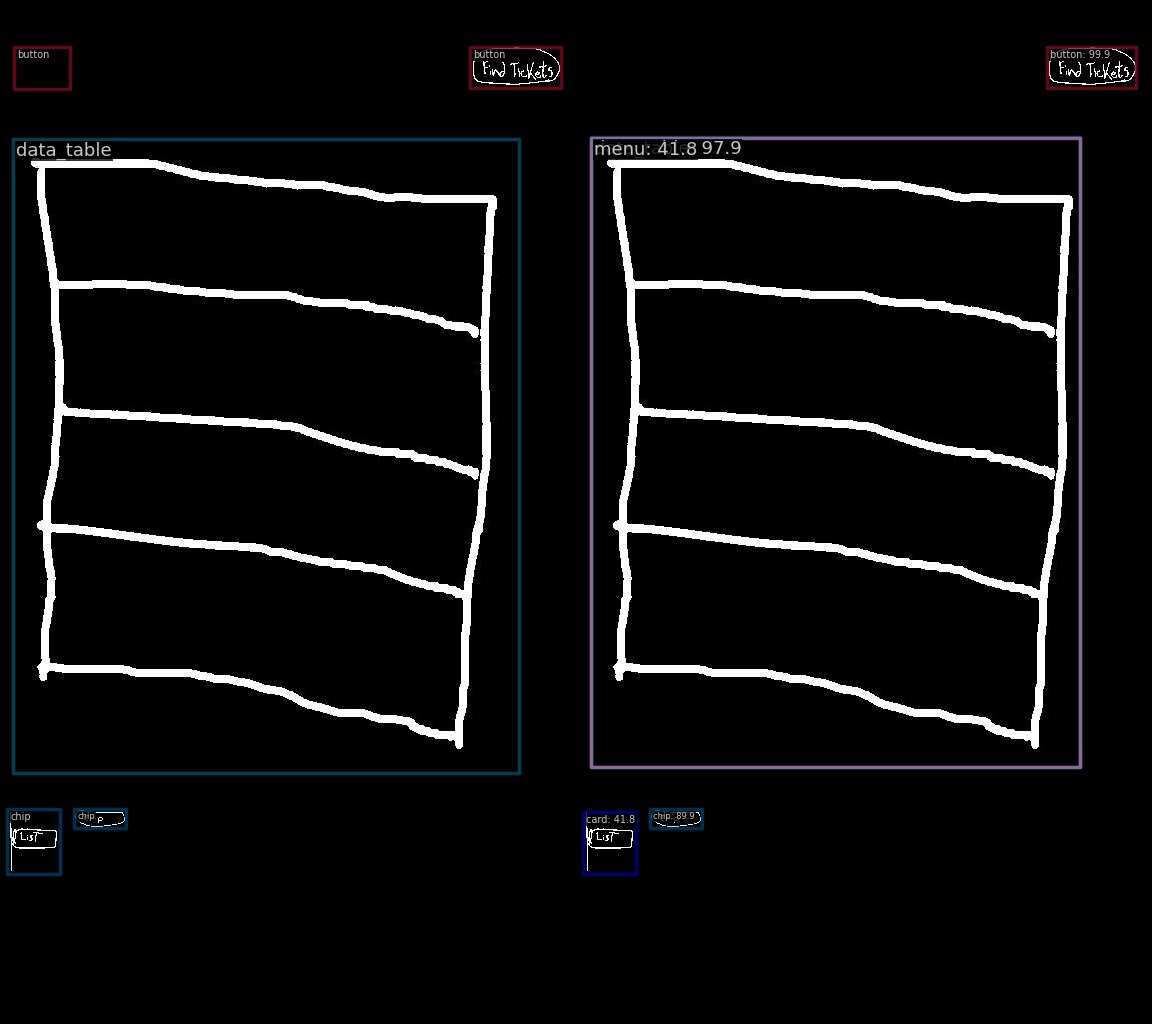 button
button
Find Tickets
button: 99.9
Find Tickets
data_table
menu: 41.8 97.9
chip
List
chip
card: 41.8
List
chip: 89.9